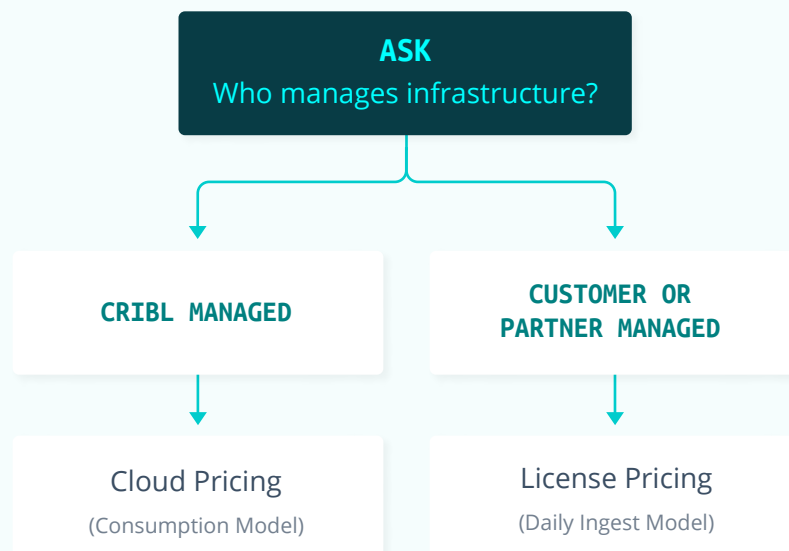 ASK
Who manages infrastructure?
CRIBL MANAGED
CUSTOMER OR
PARTNER MANAGED
Cloud Pricing
(Consumption Model)
License Pricing
(Daily Ingest Model)